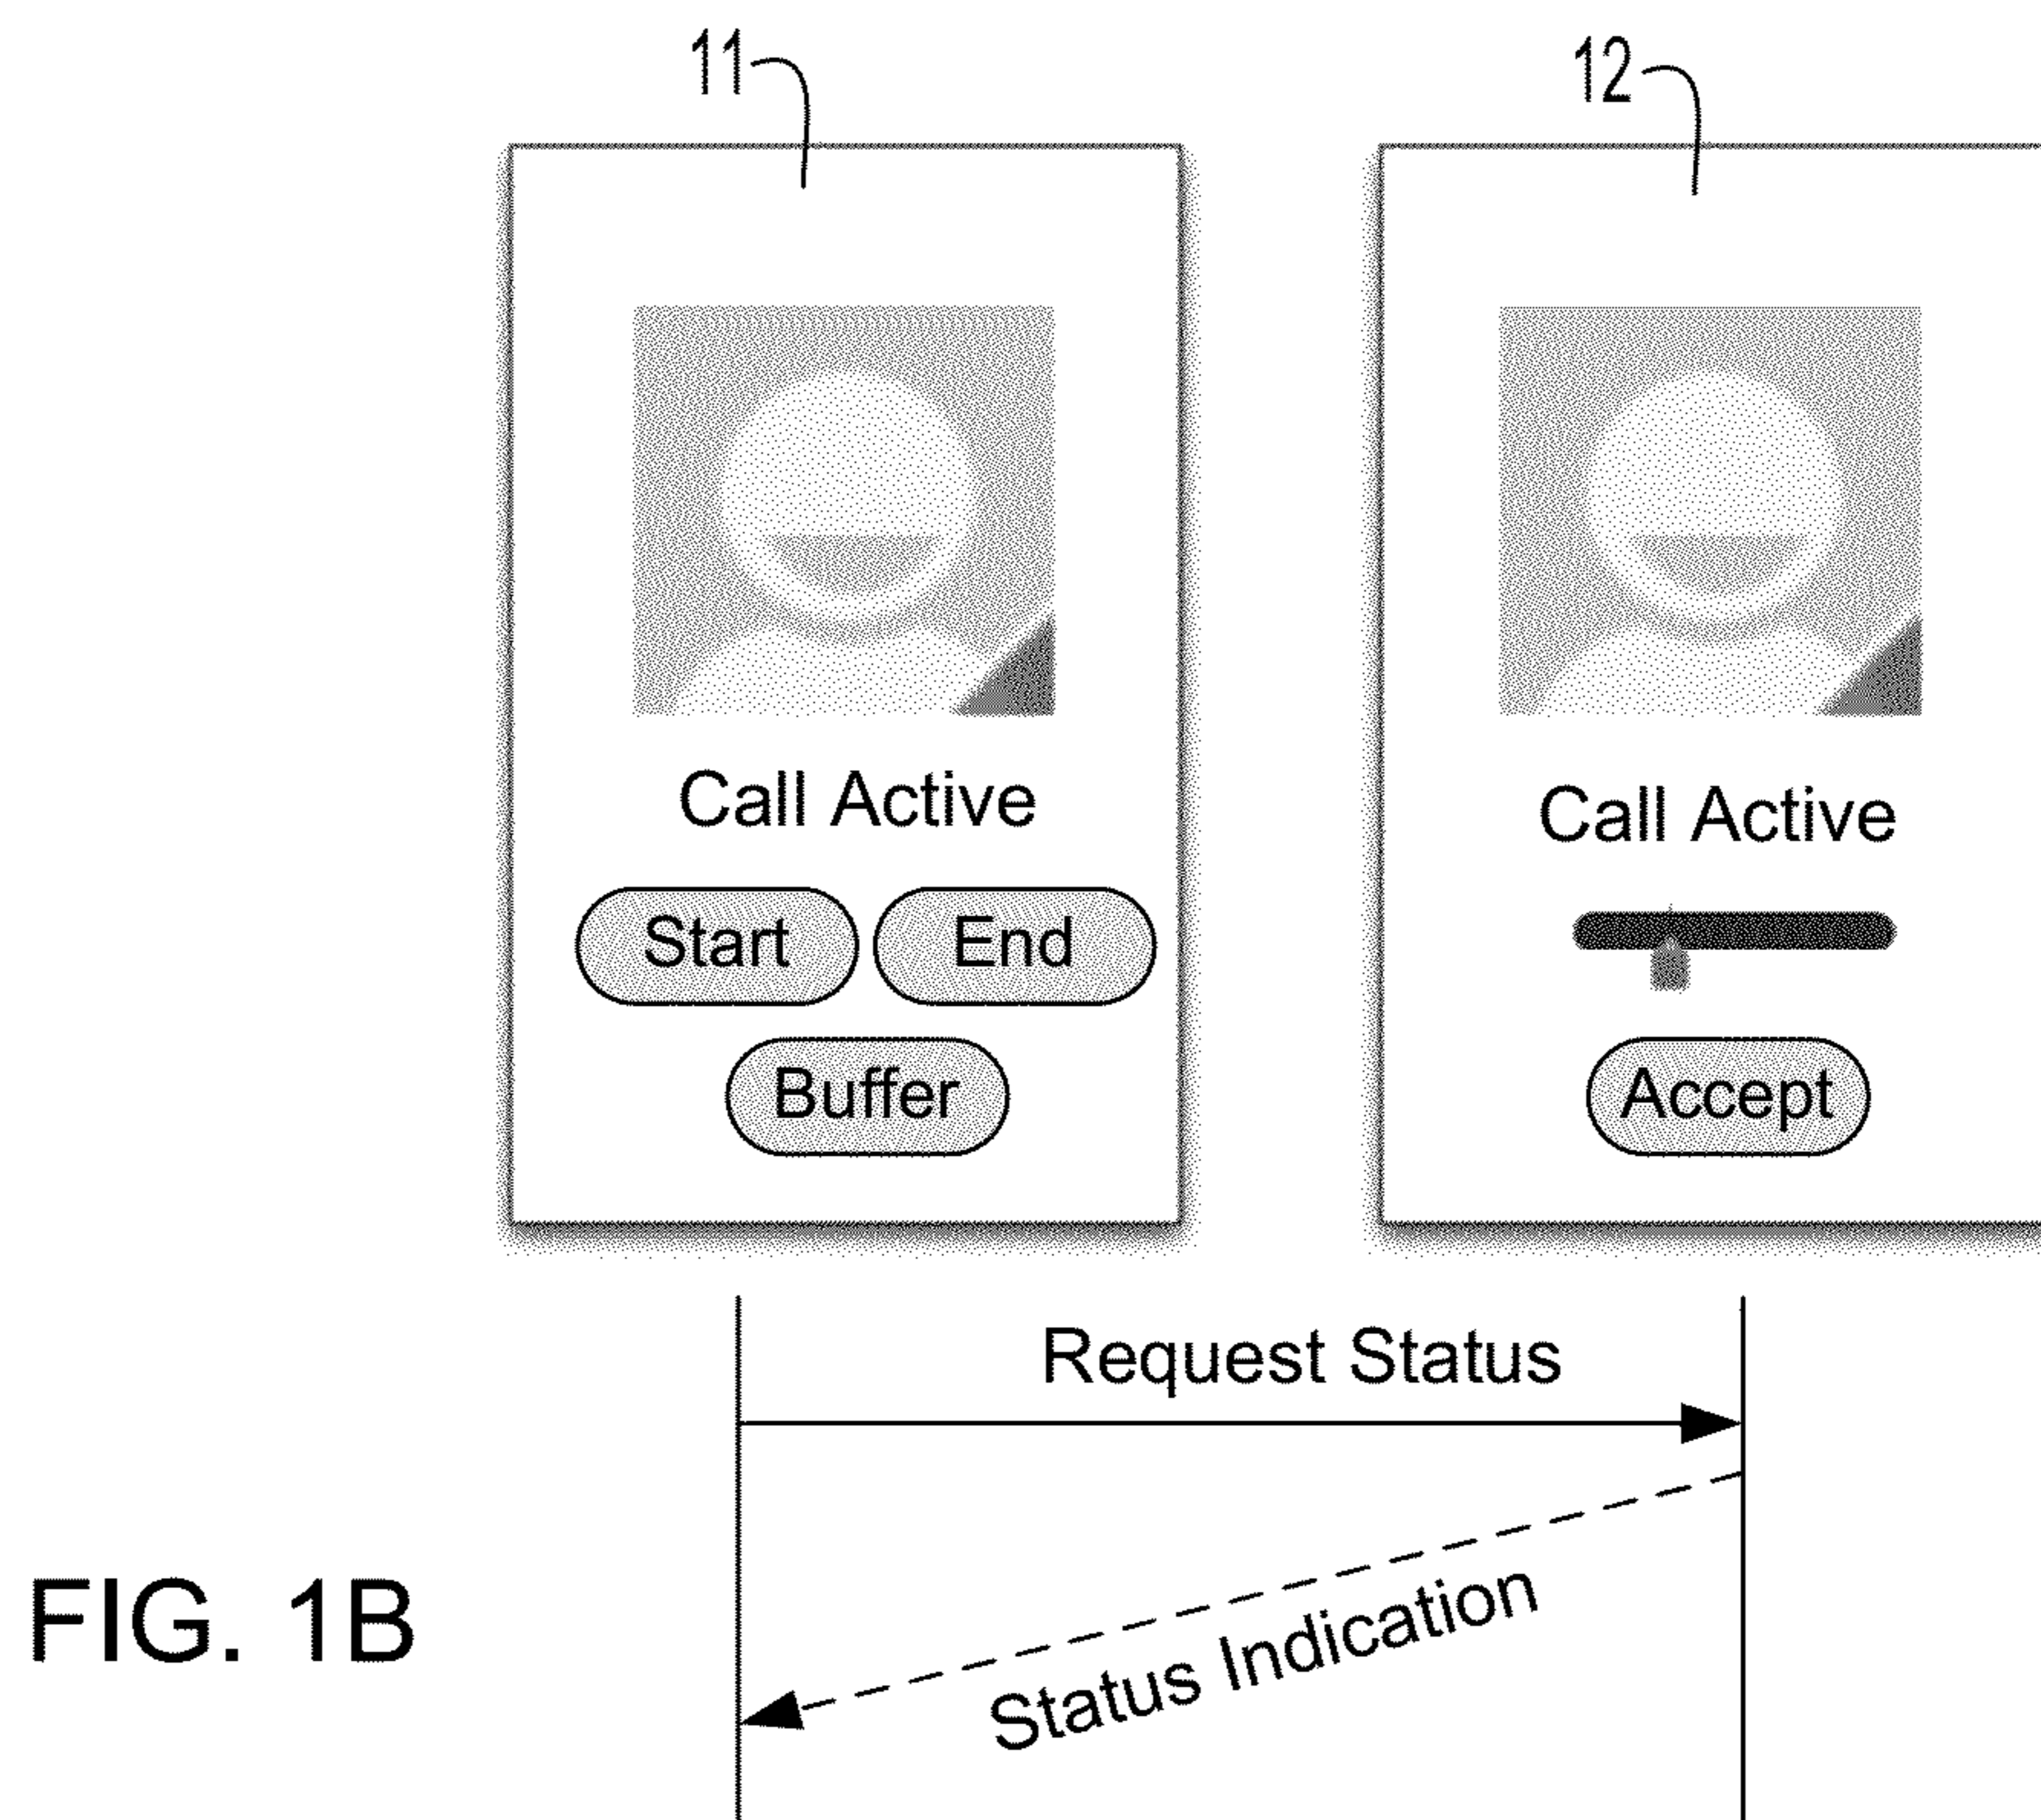 11
12
Call Active
Call Active
Start
End
Buffer
Accept
Request Status
Status Indication
FIG. 1B